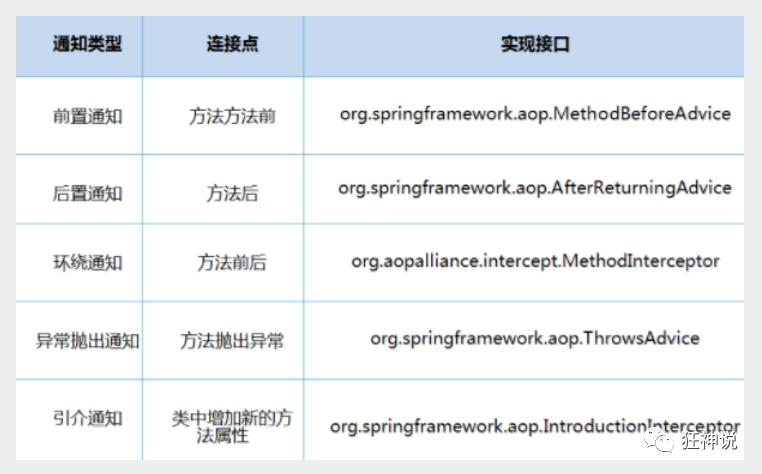 通知类型 连接点 实现接口
前置通知 方法方法前 org.springframework.aop.MethodBeforeAdvice
后置通知 方法后 org.springframework.aop.AfterReturningAdvice
环绕通知 方法前后 org.aopalliance.intercept.MethodInterceptor
异常抛出通知 方法抛出异常 org.springframework.aop.ThrowsAdvice
引介通知 类中增加新的方
法属性 org.springframework.aop.IntroductionInterceptor
狂神说